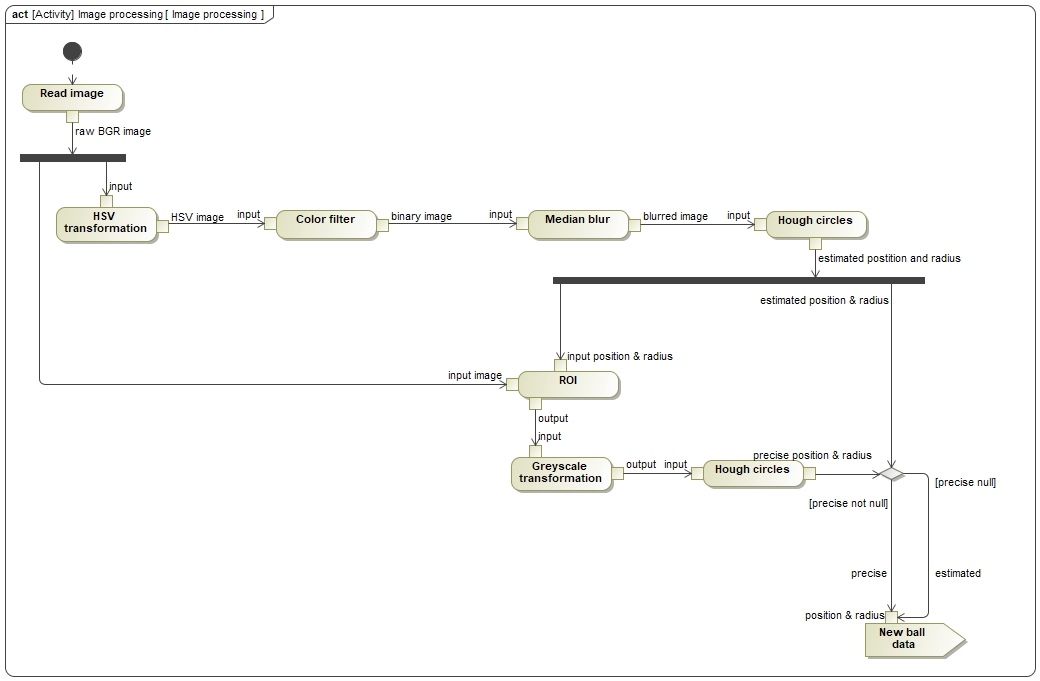 act [Activity] Image processing[ Image processing ]
Read image
raw BGR image
input
HSV
transformation
HSV image
input
Color filter
binary image
input
Median blur
blurred image
input
Hough circles
estimated postition and radius
estimated position & radius
input position & radius
input image
ROI
output
input
Greyscale
transformation
output
input
Hough circles
precise position & radius
[precise null]
[precise not null]
precise
estimated
position & radius
New ball
data